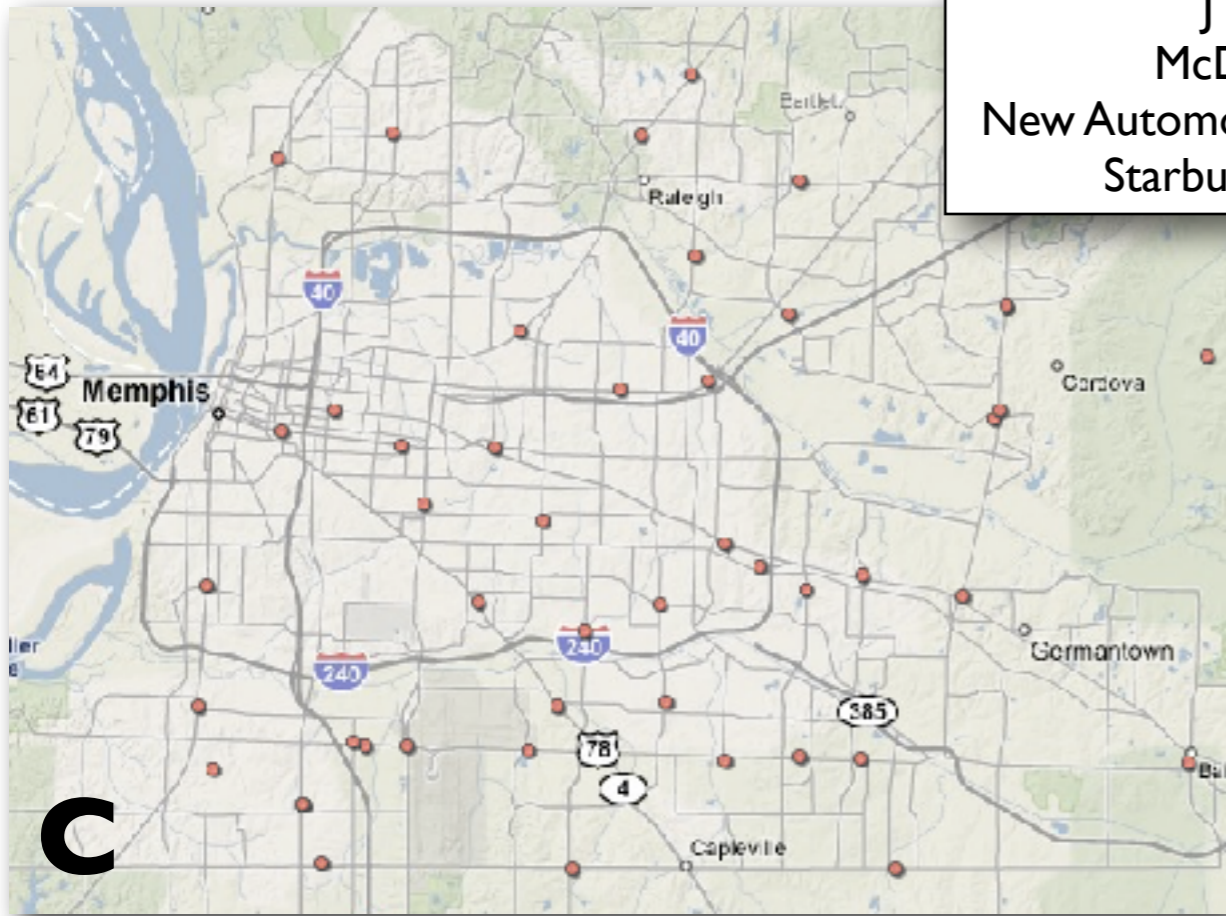 J
McD
New Automo
Starbu
Bartlett
Raleigh
40
40
64
Memphis
61
79
Cordova
240
240
Germantown
385
78
4
Bar
Capleville
C